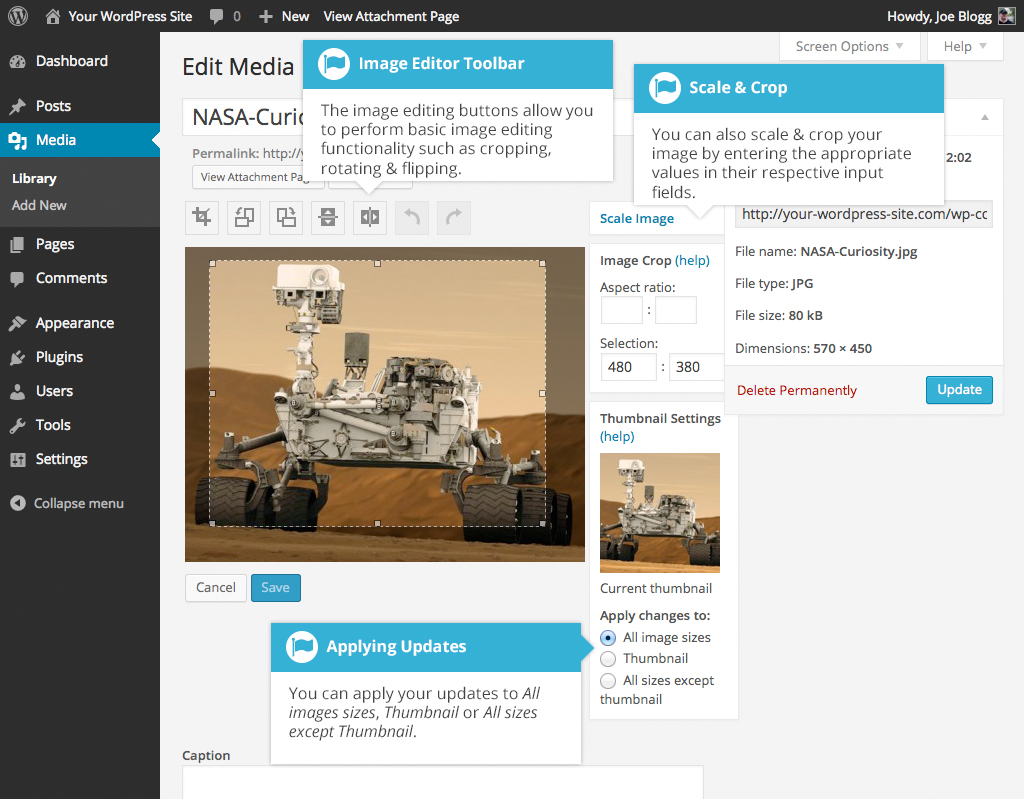 Your WordPress Site 0 New View Attachment Page Howdy, Joe Blogg
Dashboard
Posts
Media
Library
Add New
Pages
Comments
Appearance
Plugins
Users
Tools
Settings
Collapse menu
Screen Options Help
Edit Media
Image Editor Toolbar
The image editing buttons allow you
to perform basic image editing
functionality such as cropping,
rotating & flipping.
Scale & Crop
You can also scale & crop your
image by entering the appropriate
values in their respective input
fields.
NASA-Curio
Permalink: http://y
View Attachment Pag
2:02
http://your-wordpress-site.com/wp-cc
File name: NASA-Curiosity.jpg
File type: JPG
File size: 80 kB
Dimensions: 570 × 450
Delete Permanently Update
Scale Image
Image Crop (help)
Aspect ratio:
:
Selection:
480 : 380
Thumbnail Settings
(help)
Current thumbnail
Apply changes to:
All image sizes
Thumbnail
All sizes except
thumbnail
Cancel Save
Applying Updates
You can apply your updates to All
images sizes, Thumbnail or All sizes
except Thumbnail.
Caption